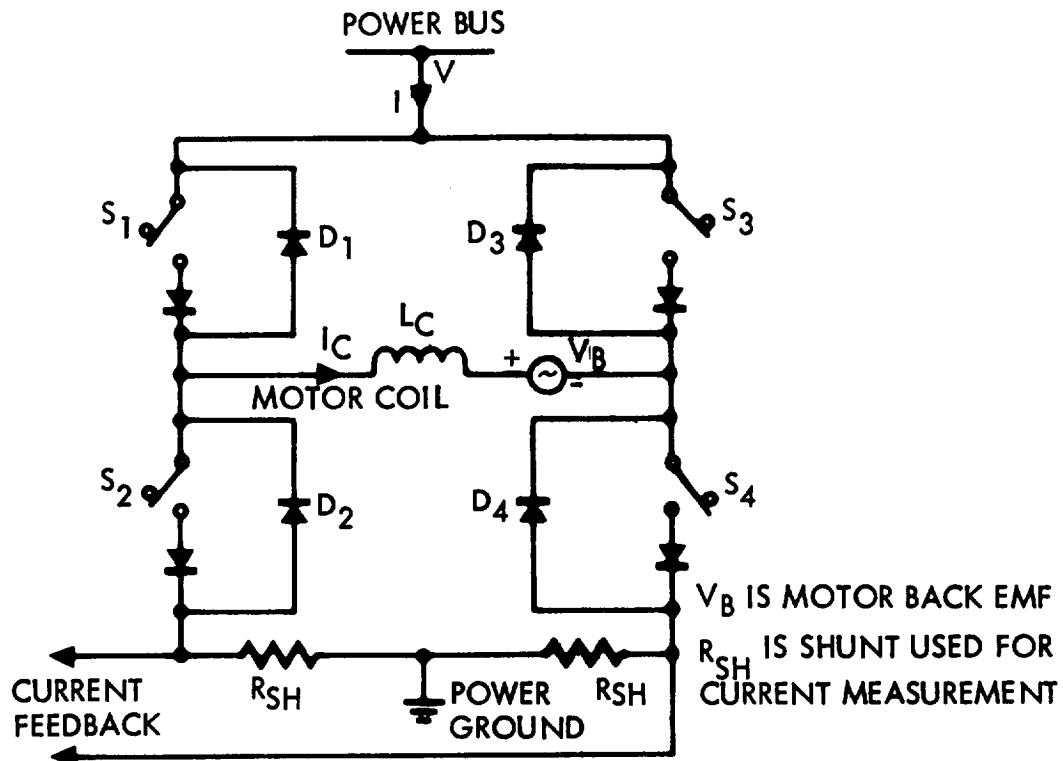 POWER BUS
V
I
S1
D1
D3
S3
IC
LC
+
VB
-
MOTOR COIL
S2
D2
D4
S4
VB IS MOTOR BACK EMF
RSH IS SHUNT USED FOR
CURRENT MEASUREMENT
RSH
POWER
GROUND
RSH
CURRENT
FEEDBACK